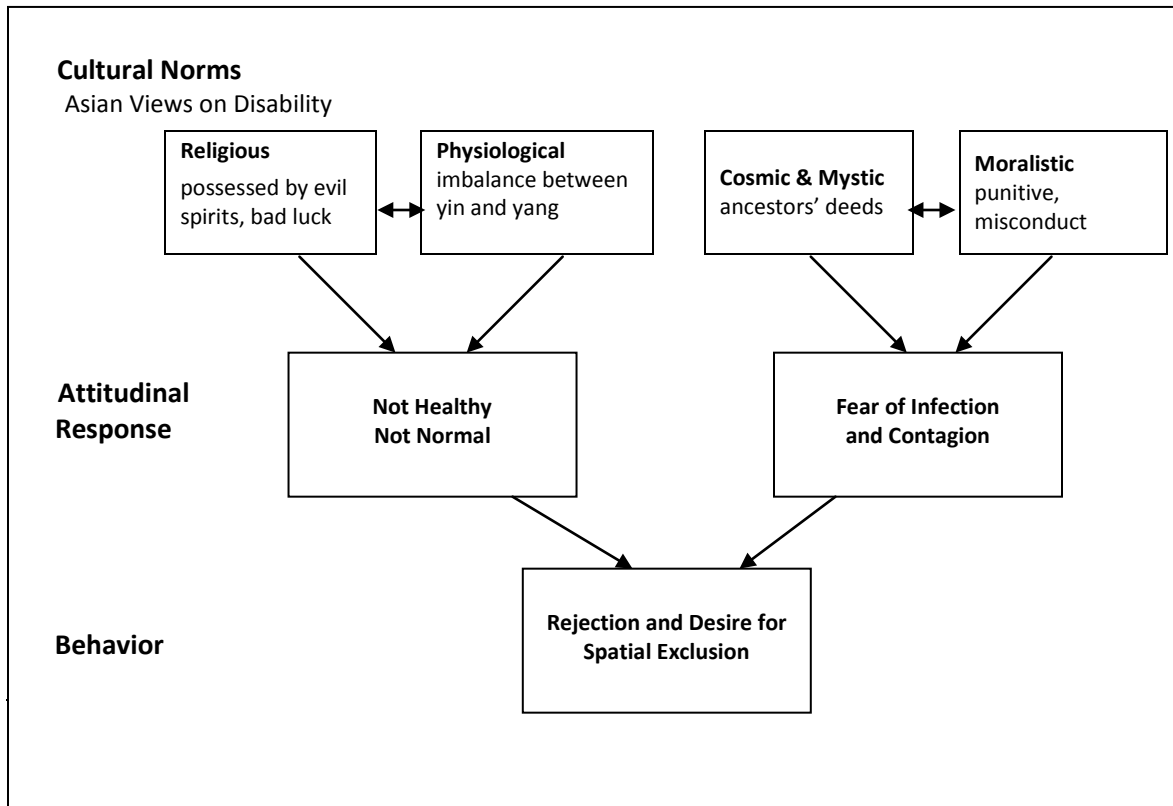 Cultural Norms
Asian Views on Disability
Religious
possessed by evil
spirits, bad luck
Physiological
imbalance between
yin and yang
Cosmic & Mystic
ancestors’ deeds
Moralistic
punitive,
misconduct
Attitudinal
Response
Not Healthy
Not Normal
Fear of Infection
and Contagion
Behavior
Rejection and Desire for
Spatial Exclusion